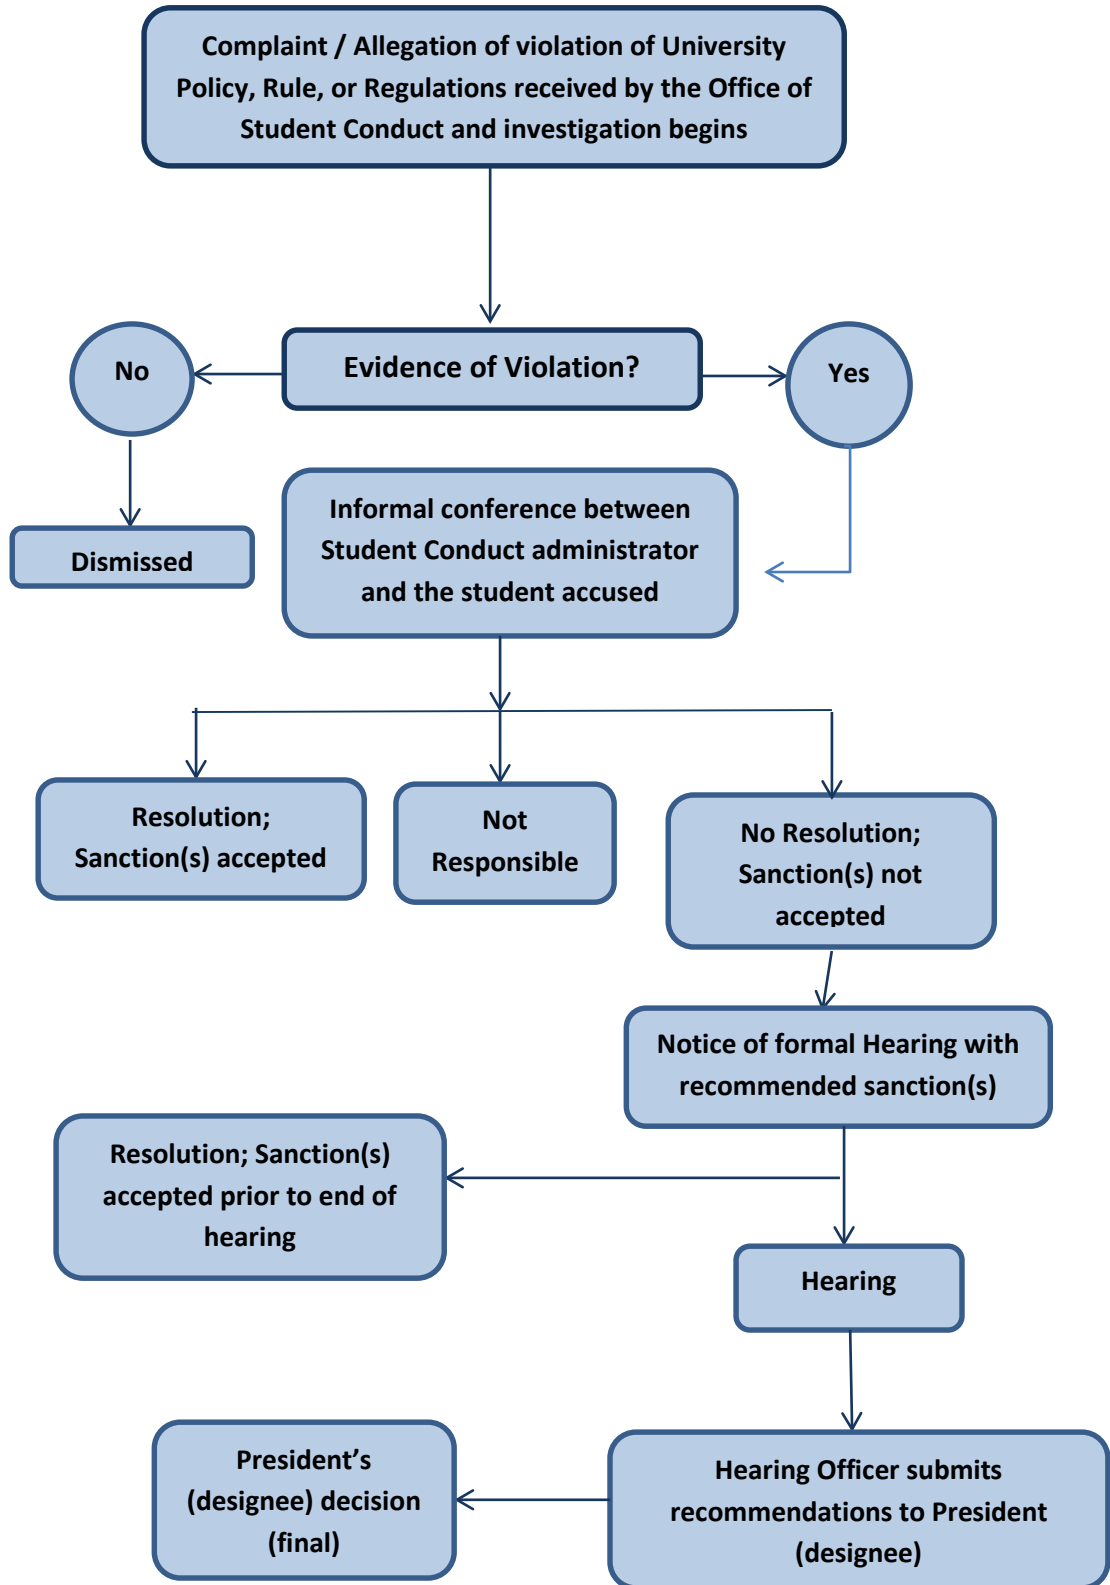 Complaint / Allegation of violation of University
Policy, Rule, or Regulations received by the Office of
Student Conduct and investigation begins
No
Evidence of Violation?
Yes
Dismissed
Informal conference between
Student Conduct administrator
and the student accused
Resolution;
Sanction(s) accepted
Not
Responsible
No Resolution;
Sanction(s) not
accepted
Notice of formal Hearing with
recommended sanction(s)
Resolution; Sanction(s)
accepted prior to end of
hearing
Hearing
President’s
(designee) decision
(final)
Hearing Officer submits
recommendations to President
(designee)